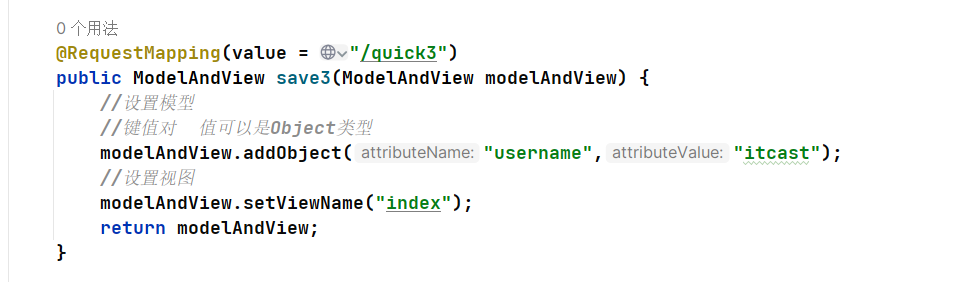 0 个用法
@RequestMapping(value = "/quick3")
public ModelAndView save3(ModelAndView modelAndView) {
//设置模型
//键值对  值可以是Object类型
modelAndView.addObject( attributeName: "username", attributeValue: "itcast");
//设置视图
modelAndView.setViewName("index");
return modelAndView;
}